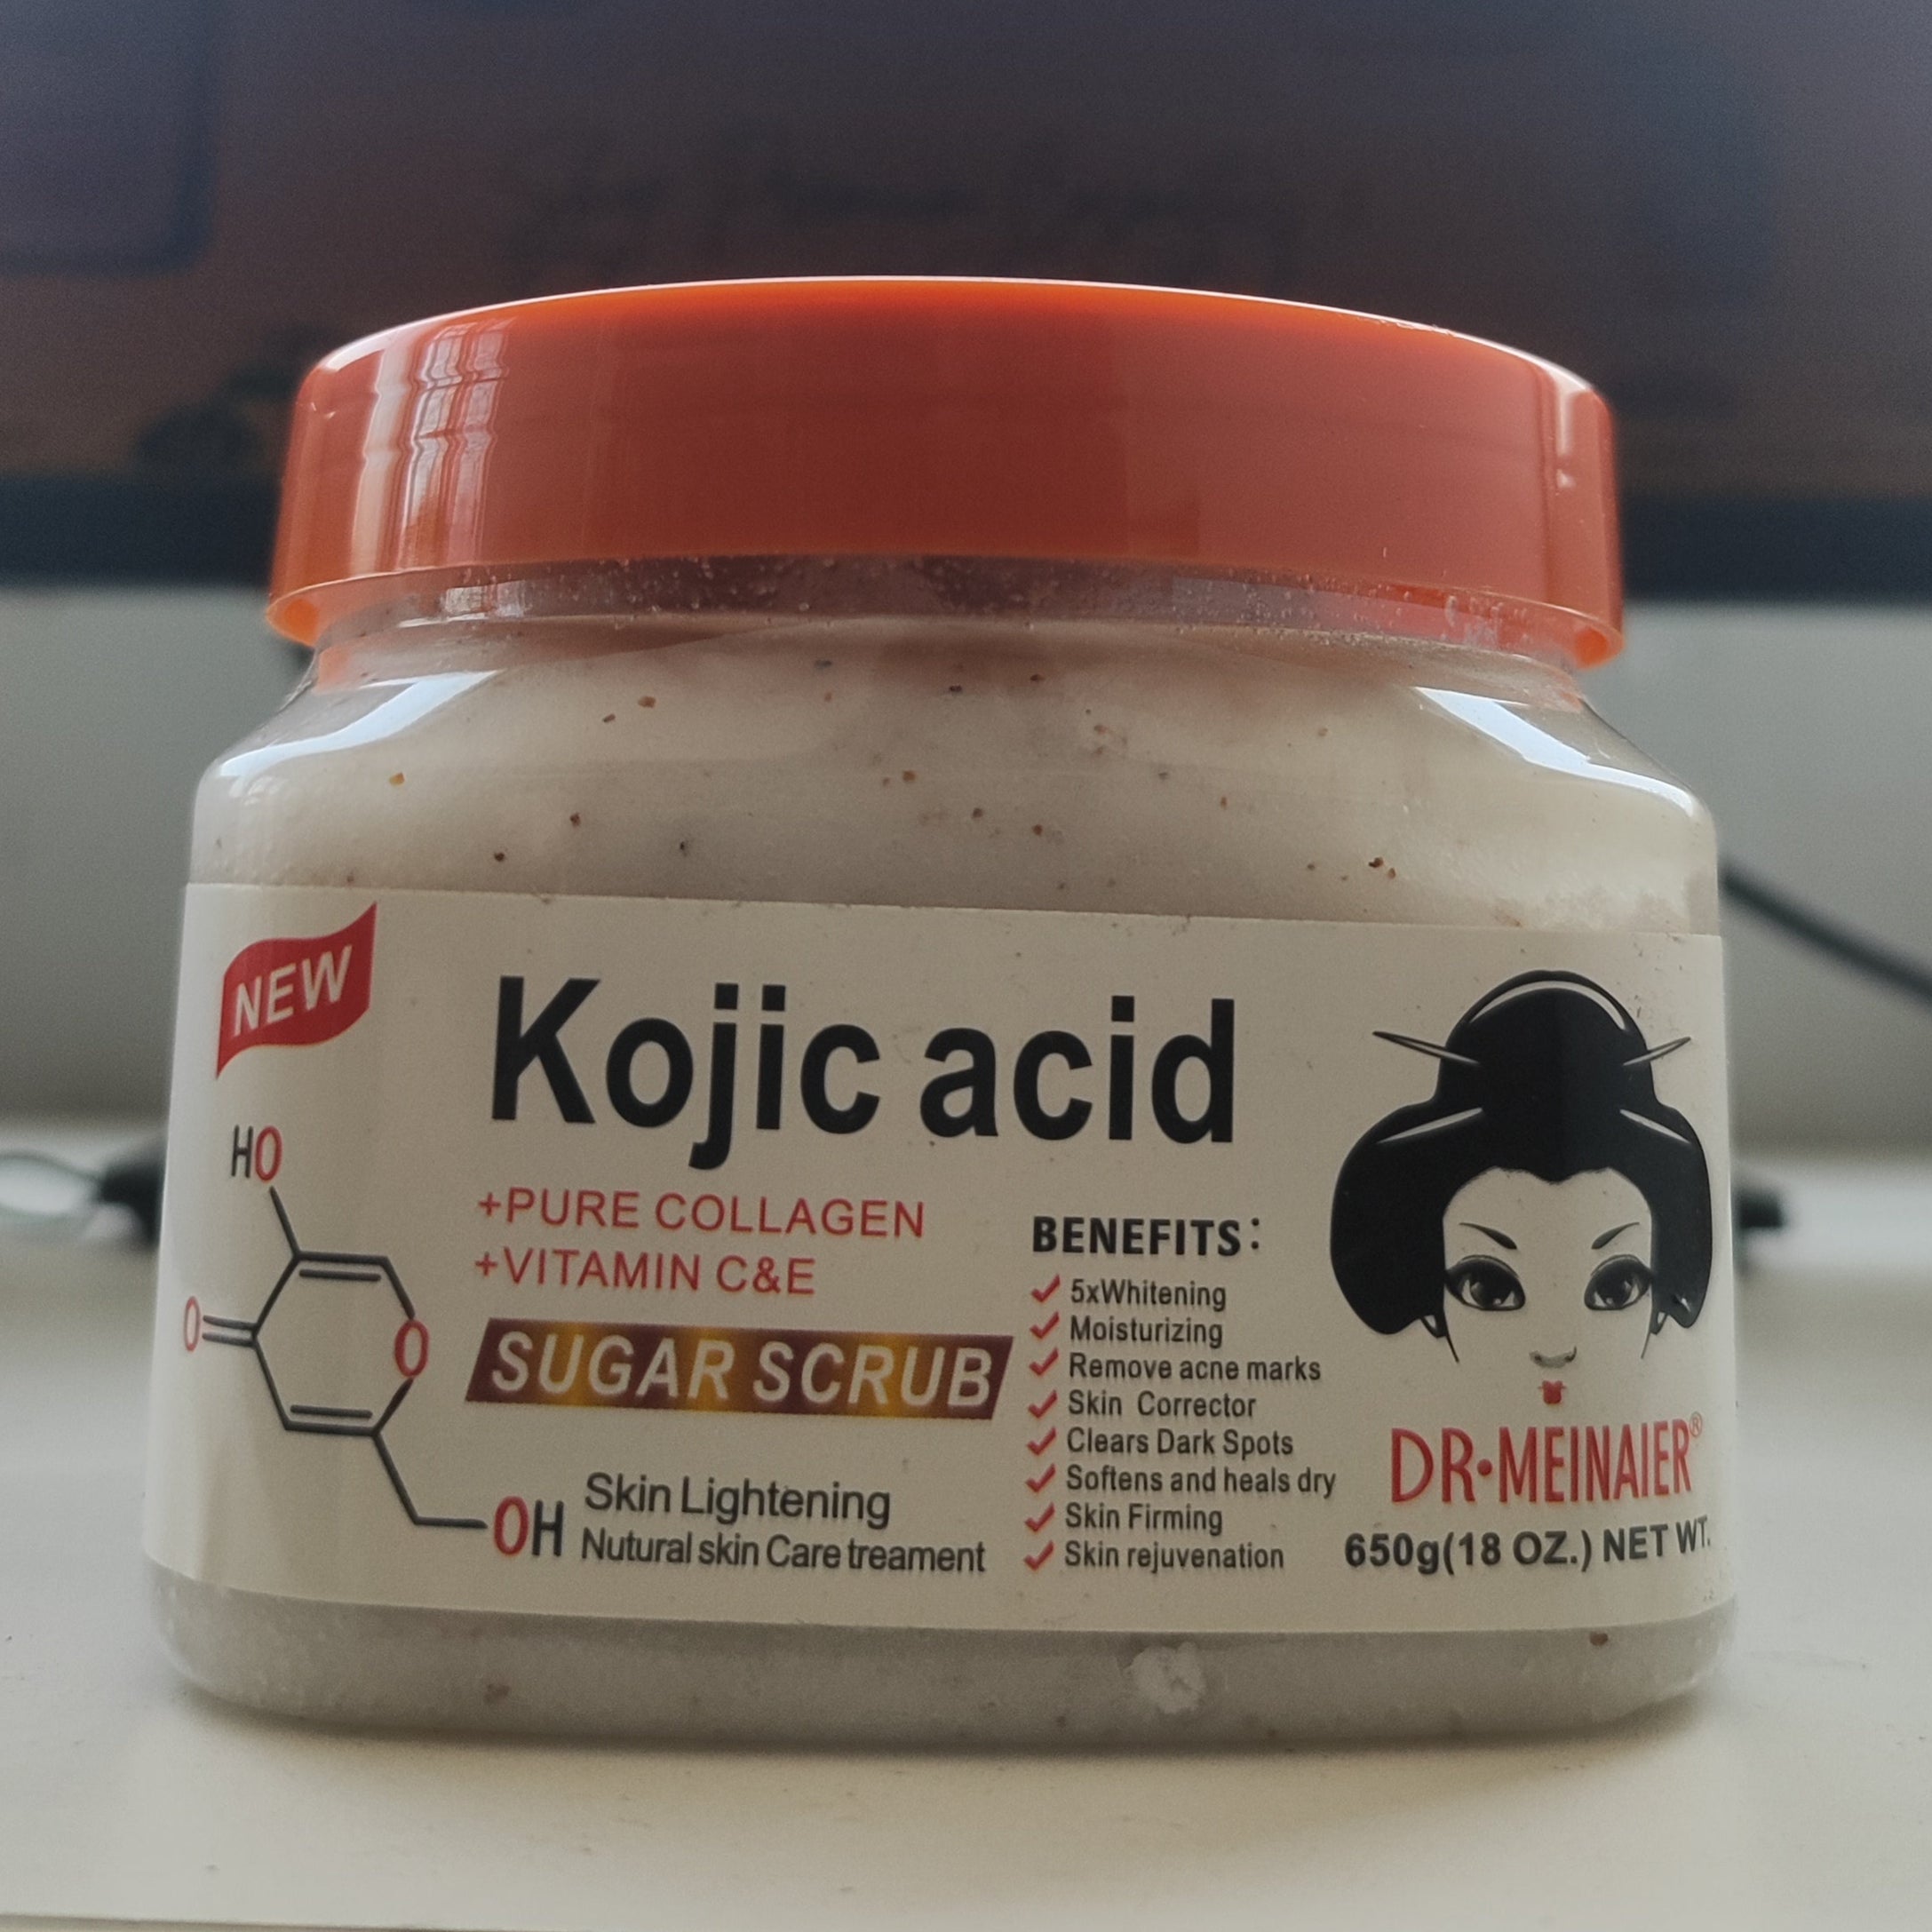 NEW
Kojic acid
+PURE COLLAGEN
+VITAMIN C&E
SUGAR SCRUB
Skin Lightening
Nutural skin Care treament
HO
O
O
OH
BENEFITS:
5xWhitening
Moisturizing
Remove acne marks
Skin Corrector
Clears Dark Spots
Softens and heals dry
Skin Firming
Skin rejuvenation
DR·MEINAIER®
650g(18 OZ.) NET WT.